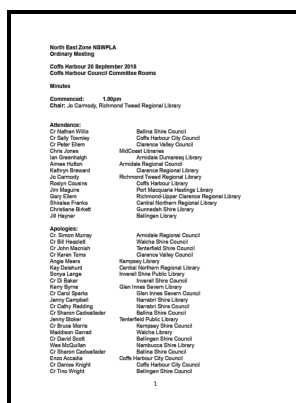 North East Zone NSWPLA
Ordinary Meeting
Coffs Harbour 20 September 2018
Coffs Harbour Council Committee Rooms
Minutes
Commenced: 1.00pm
Chair: Jo Carmody, Richmond Tweed Regional Library
Attendance:
Cr Nathan Willis Ballina Shire Council
Cr Sally Townley Coffs Harbour City Council
Cr Peter Ellem Clarence Valley Council
Chris Jones MidCoast Libraries
Ian Greenhalgh Armidale Dumaresq Library
Aimee Hutton Armidale Regional Council
Kathryn Breward Clarence Regional Library
Jo Carmody Richmond Tweed Regional Library
Roslyn Cousins Coffs Harbour Library
Jim Maguire Port Macquarie Hastings Library
Gary Ellem Richmond-Upper Clarence Regional Library
Shiralee Franks Central Northern Regional Library
Christiane Birkett Gunnedah Shire Library
Jill Hayner Bellingen Library
Apologies:
Cr. Simon Murray Armidale Regional Council
Cr Bill Heazlett Walcha Shire Council
Cr John Macnish Tenterfield Shire Council
Cr Karen Toms Clarence Valley Council
Angie Meers Kempsey Library
Kay Delahunt Central Northern Regional Library
Sonya Lange Inverell Shire Public Library
Cr Di Baker Inverell Shire Council
Kerry Byrne Glen Innes Severn Library
Cr Carol Sparks Glen Innes Severn Council
Jenny Campbell Narrabri Shire Library
Cr Cathy Redding Narrabri Shire Council
Cr Sharon Cadwallader Ballina Shire Council
Jenny Stoker Tenterfield Public Library
Cr Bruce Morris Kempsey Shire Council
Maddison Garrad Walcha Library
Cr David Scott Bellingen Shire Council
Wes McQuillan Nambucca Shire Library
Cr Sharon Cadwallader Ballina Shire Council
Enzo Accadia Coffs Harbour City Council
Cr Denise Knight Coffs Harbour City Council
Cr Tino Wright Bellingen Shire Council
1